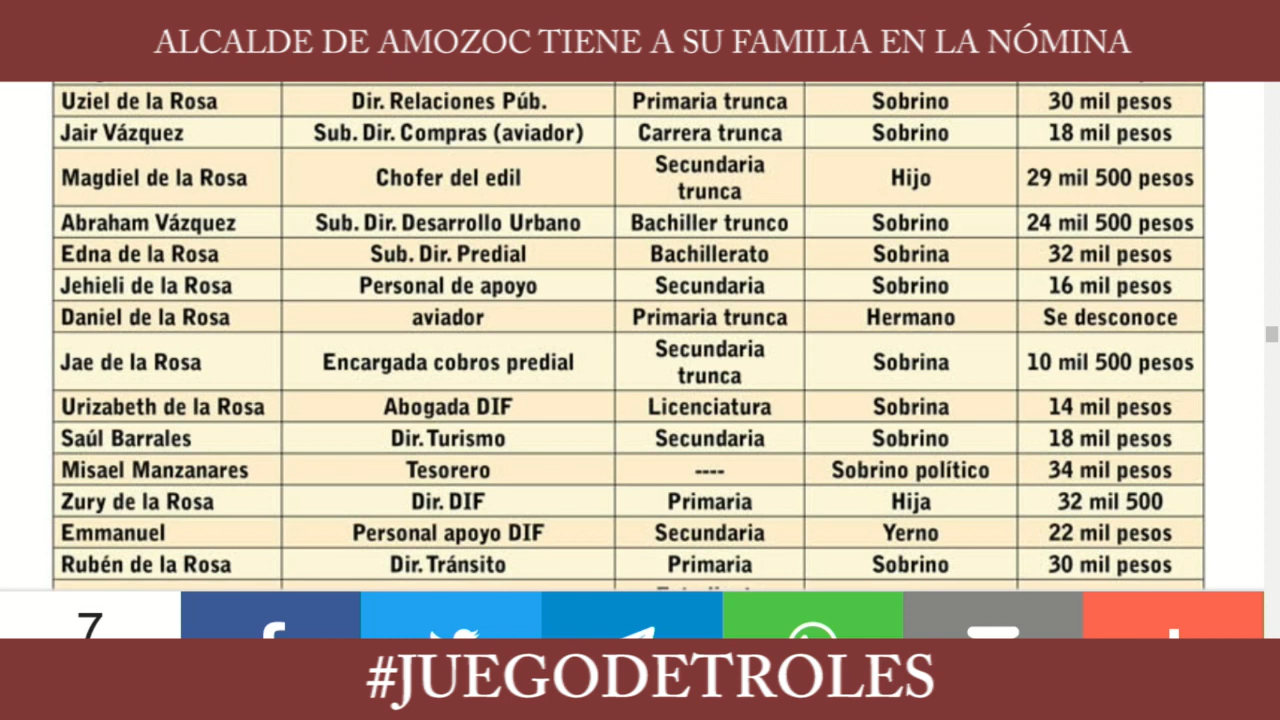 ALCALDE DE AMOZOC TIENE A SU FAMILIA EN LA NÓMINA
Uziel de la Rosa Dir. Relaciones Púb. Primaria trunca Sobrino 30 mil pesos
Jair Vázquez Sub. Dir. Compras (aviador) Carrera trunca Sobrino 18 mil pesos
Magdiel de la Rosa Chofer del edil Secundaria trunca Hijo 29 mil 500 pesos
Abraham Vázquez Sub. Dir. Desarrollo Urbano Bachiller trunco Sobrino 24 mil 500 pesos
Edna de la Rosa Sub. Dir. Predial Bachillerato Sobrina 32 mil pesos
Jehieli de la Rosa Personal de apoyo Secundaria Sobrino 16 mil pesos
Daniel de la Rosa aviador Primaria trunca Hermano Se desconoce
Jae de la Rosa Encargada cobros predial Secundaria trunca Sobrina 10 mil 500 pesos
Urizabeth de la Rosa Abogada DIF Licenciatura Sobrina 14 mil pesos
Saúl Barrales Dir. Turismo Secundaria Sobrino 18 mil pesos
Misael Manzanares Tesorero ---- Sobrino político 34 mil pesos
Zury de la Rosa Dir. DIF Primaria Hija 32 mil 500
Emmanuel Personal apoyo DIF Secundaria Yerno 22 mil pesos
Rubén de la Rosa Dir. Tránsito Primaria Sobrino 30 mil pesos
7
#JUEGODETROLES